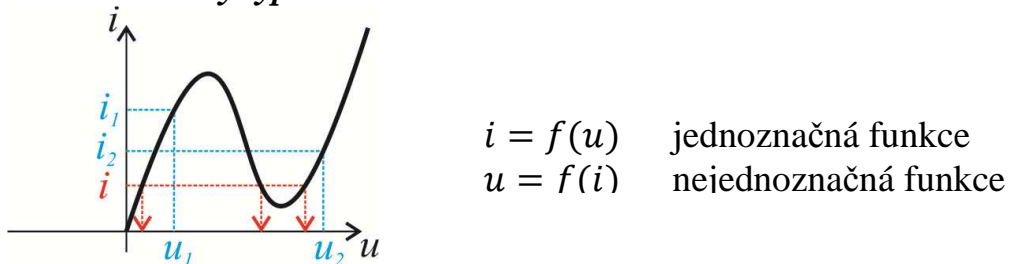 i
i₁
i₂
i
u₁
u₂
u
i = f(u) jednoznačná funkce
u = f(i) nejednoznačná funkce